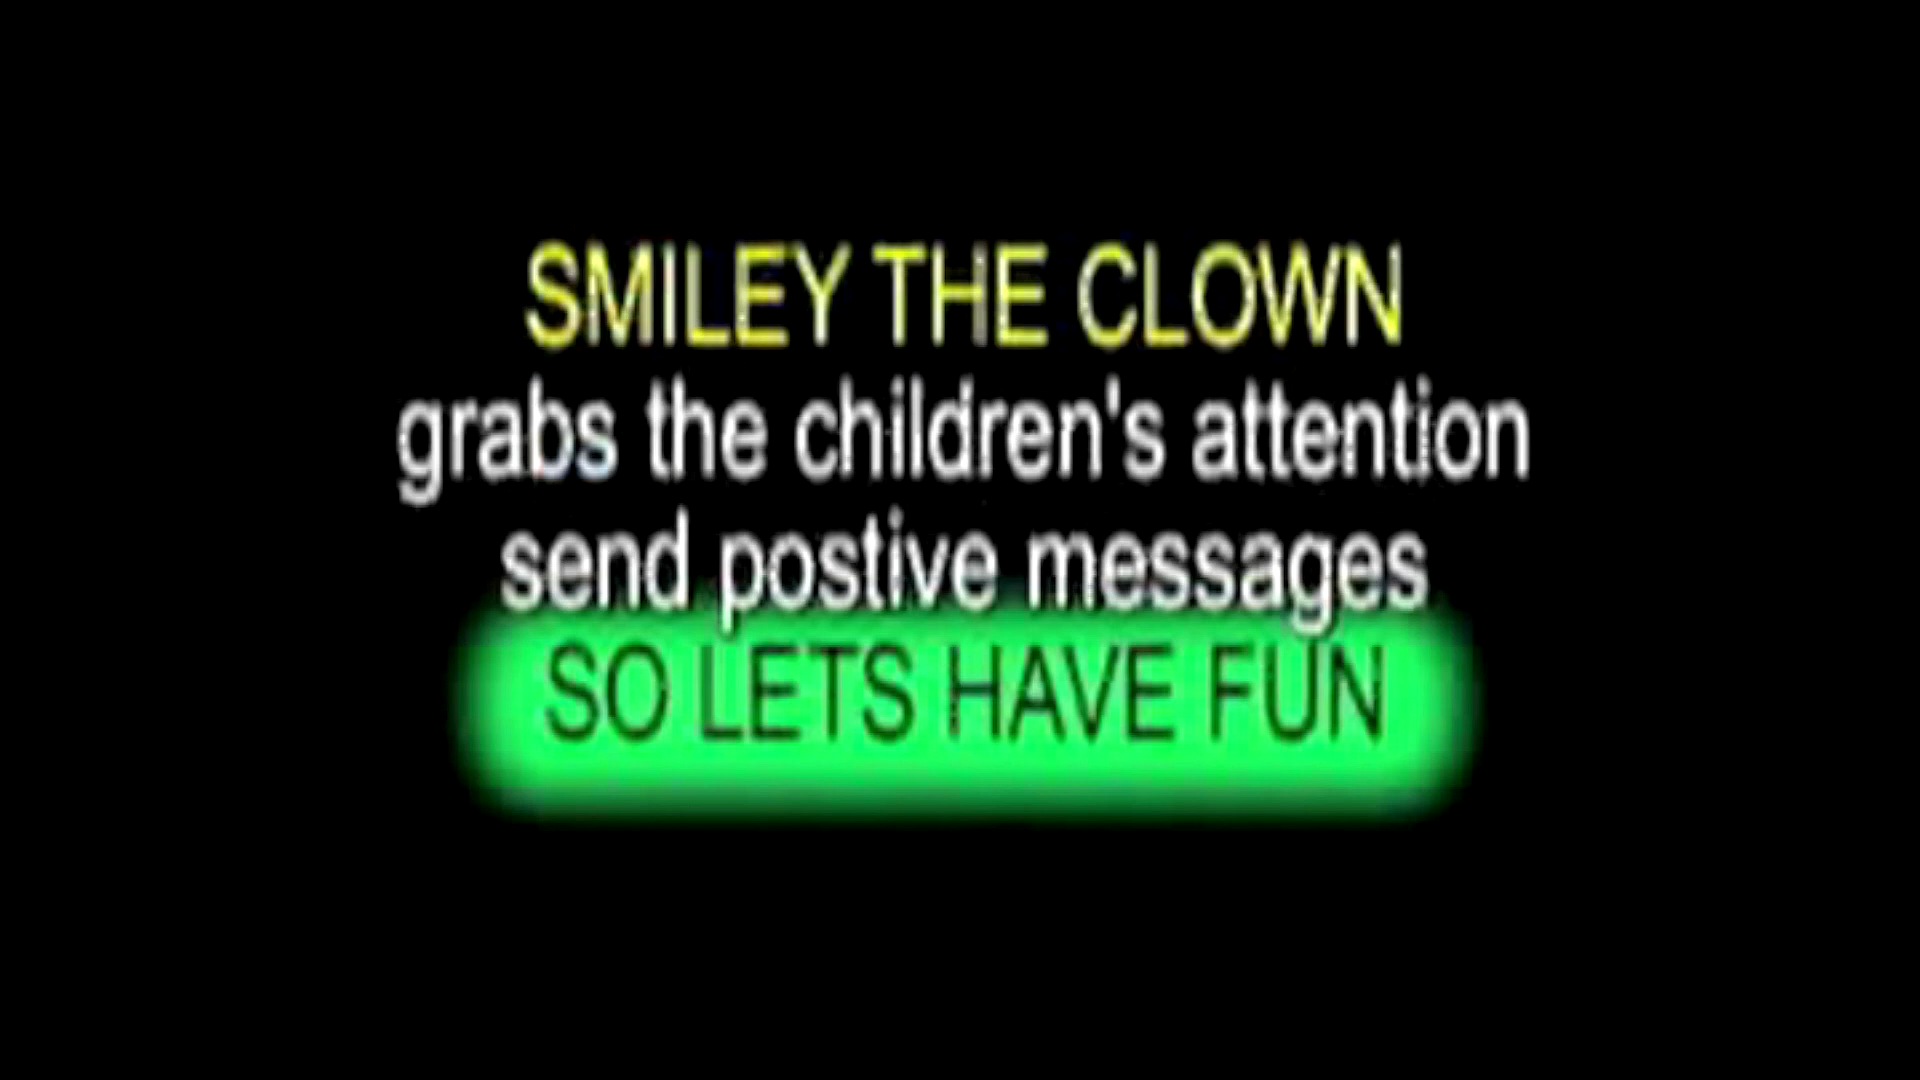 SMILEY THE CLOWN
grabs the children's attention
send postive messages
SO LETS HAVE FUN